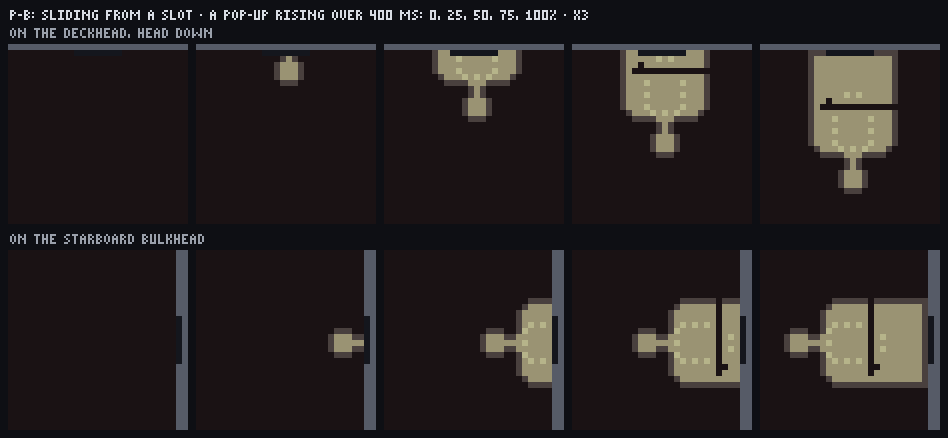 P-B: SLIDING FROM A SLOT · A POP-UP RISING OVER 400 MS: 0, 25, 50, 75, 100% · X3
ON THE DECKHEAD, HEAD DOWN
ON THE STARBOARD BULKHEAD